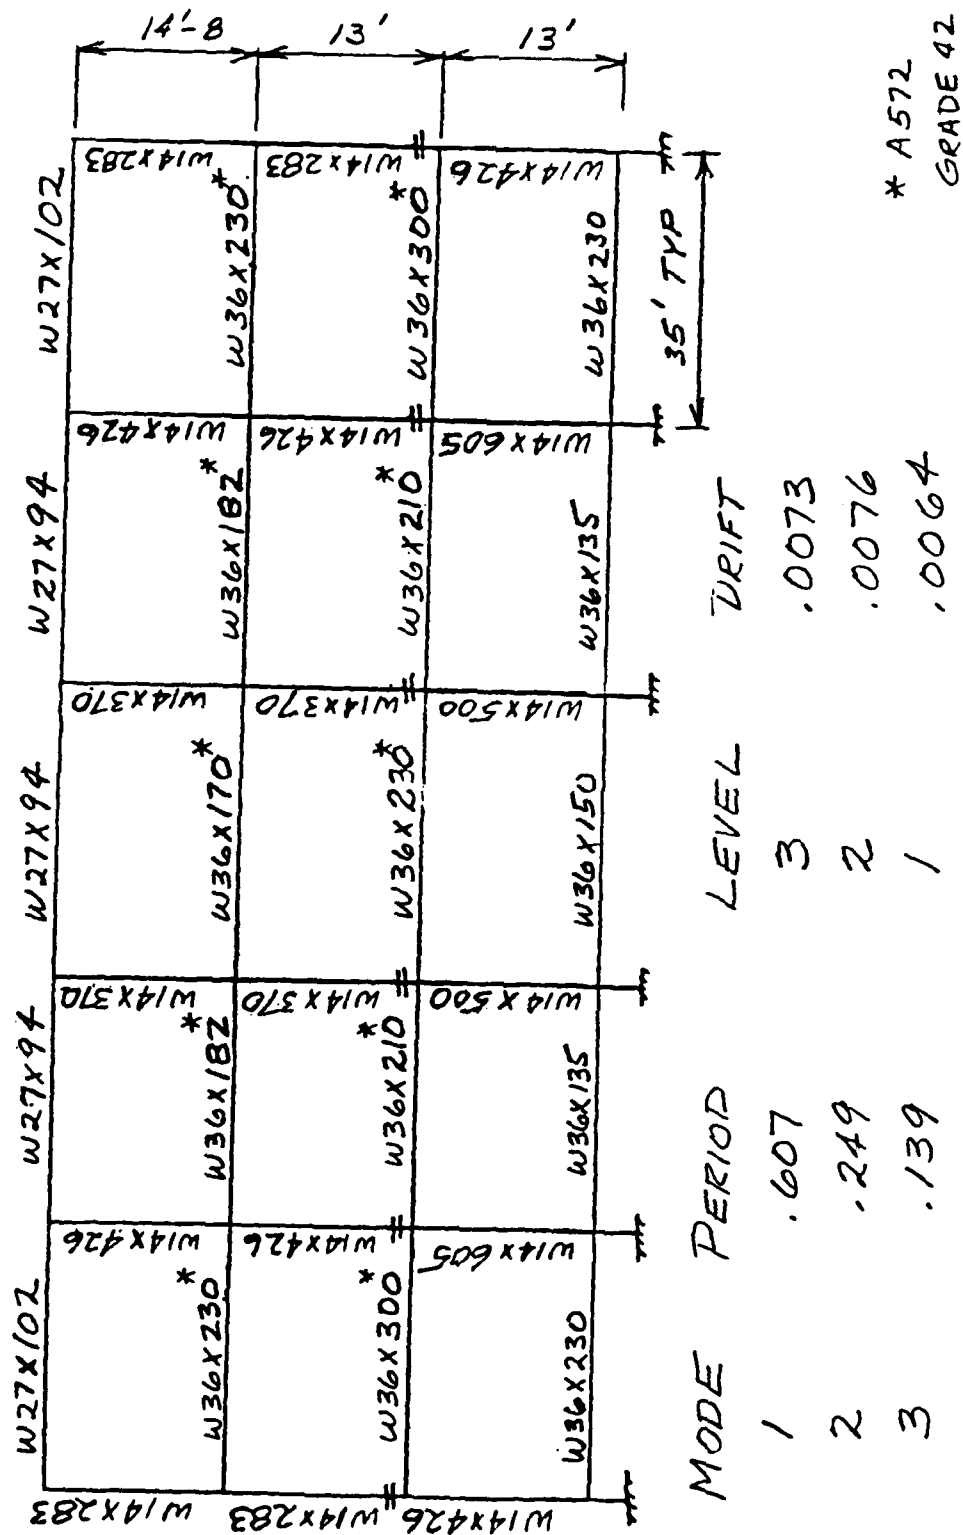 W27X102
W27X94
W27X94
W27X94
W27X102
W14X283
W14X426
W14X370
W14X370
W14X426
W14X283
14'-8
W36X230*
W36X182*
W36X170*
W36X182*
W36X230*
W14X283
W14X426
W14X370
W14X370
W14X426
W14X283
13'
W36X300*
W36X210*
W36X230*
W36X210*
W36X300*
W14X426
W14X605
W14X500
W14X500
W14X605
W14X426
13'
W36X230
W36X135
W36X150
W36X135
W36X230
35' TYP
MODE PERIOD LEVEL DRIFT
1 .607 3 .0073
2 .249 2 .0076
3 .139 1 .0064
* A572
GRADE 42